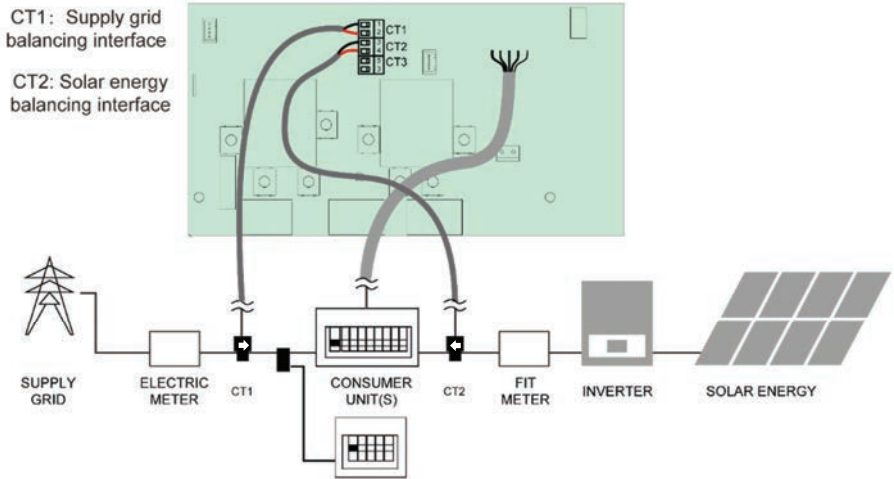 CT1: Supply grid
balancing interface
CT2: Solar energy
balancing interface
CT1
CT2
CT3
SUPPLY
GRID
ELECTRIC
METER
CT1
CONSUMER
UNIT(S)
CT2
FIT
METER
INVERTER
SOLAR ENERGY